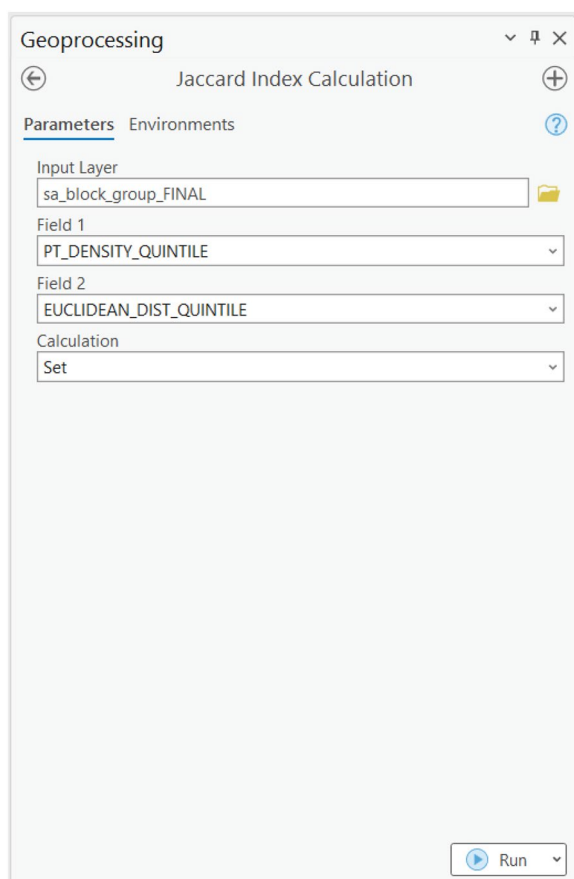 Geoprocessing
Jaccard Index Calculation
Parameters Environments
Input Layer
sa_block_group_FINAL
Field 1
PT_DENSITY_QUINTILE
Field 2
EUCLIDEAN_DIST_QUINTILE
Calculation
Set
Run